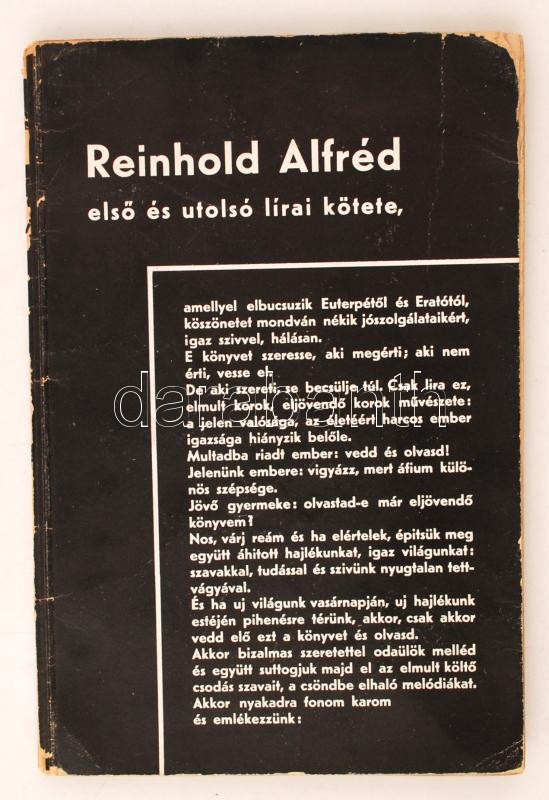 Reinhold Alfréd
első és utolsó lírai kötete,
amellyel elbucsuzik Euterpétől és Eratótól,
köszönetet mondván nékik jószolgálataikért,
igaz szivvel, hálásan.
E könyvet szeresse, aki megérti; aki nem
érti, vesse el.
De aki szereti, se becsülje túl. Csak lira ez,
elmult korok, eljövendő korok művészete:
a jelen valósága, az életéért harcos ember
igazsága hiányzik belőle.
Multadba riadt ember: vedd és olvasd!
Jelenünk embere: vigyázz, mert áfium külö-
nös szépsége.
Jövő gyermeke: olvastad-e már eljövendő
könyvem?
Nos, várj reám és ha elértelek, épitsük meg
együtt áhitott hajlékunkat, igaz világunkat:
szavakkal, tudással és szivünk nyugtalan tett-
vágyával.
És ha uj világunk vasárnapján, uj hajlékunk
estéjén pihenésre térünk, akkor, csak akkor
vedd elő ezt a könyvet és olvasd.
Akkor bizalmas szeretettel odaülök melléd
és együtt suttogjuk majd el az elmult költő
csodás szavait, a csöndbe elhaló melódiákat.
Akkor nyakadra fonom karom
és emlékezzünk:
darabanth